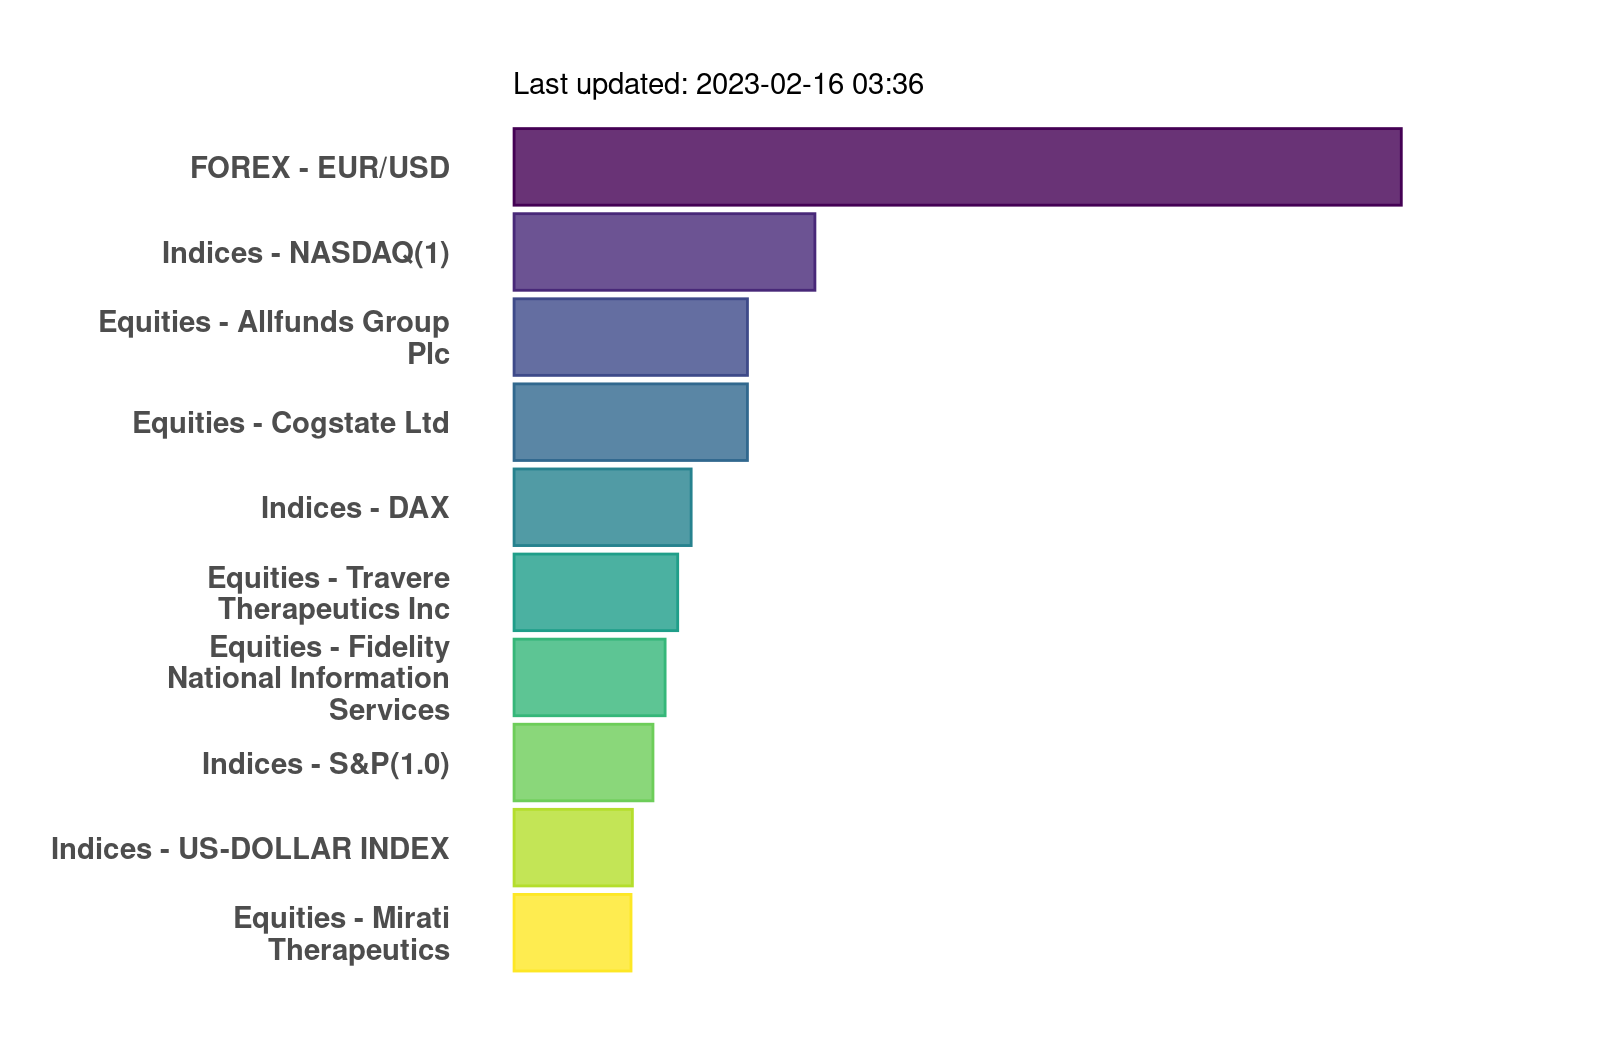 Last updated: 2023-02-16 03:36
FOREX - EUR/USD
Indices - NASDAQ(1)
Equities - Allfunds Group
Plc
Equities - Cogstate Ltd
Indices - DAX
Equities - Travere
Therapeutics Inc
Equities - Fidelity
National Information
Services
Indices - S&P(1.0)
Indices - US-DOLLAR INDEX
Equities - Mirati
Therapeutics